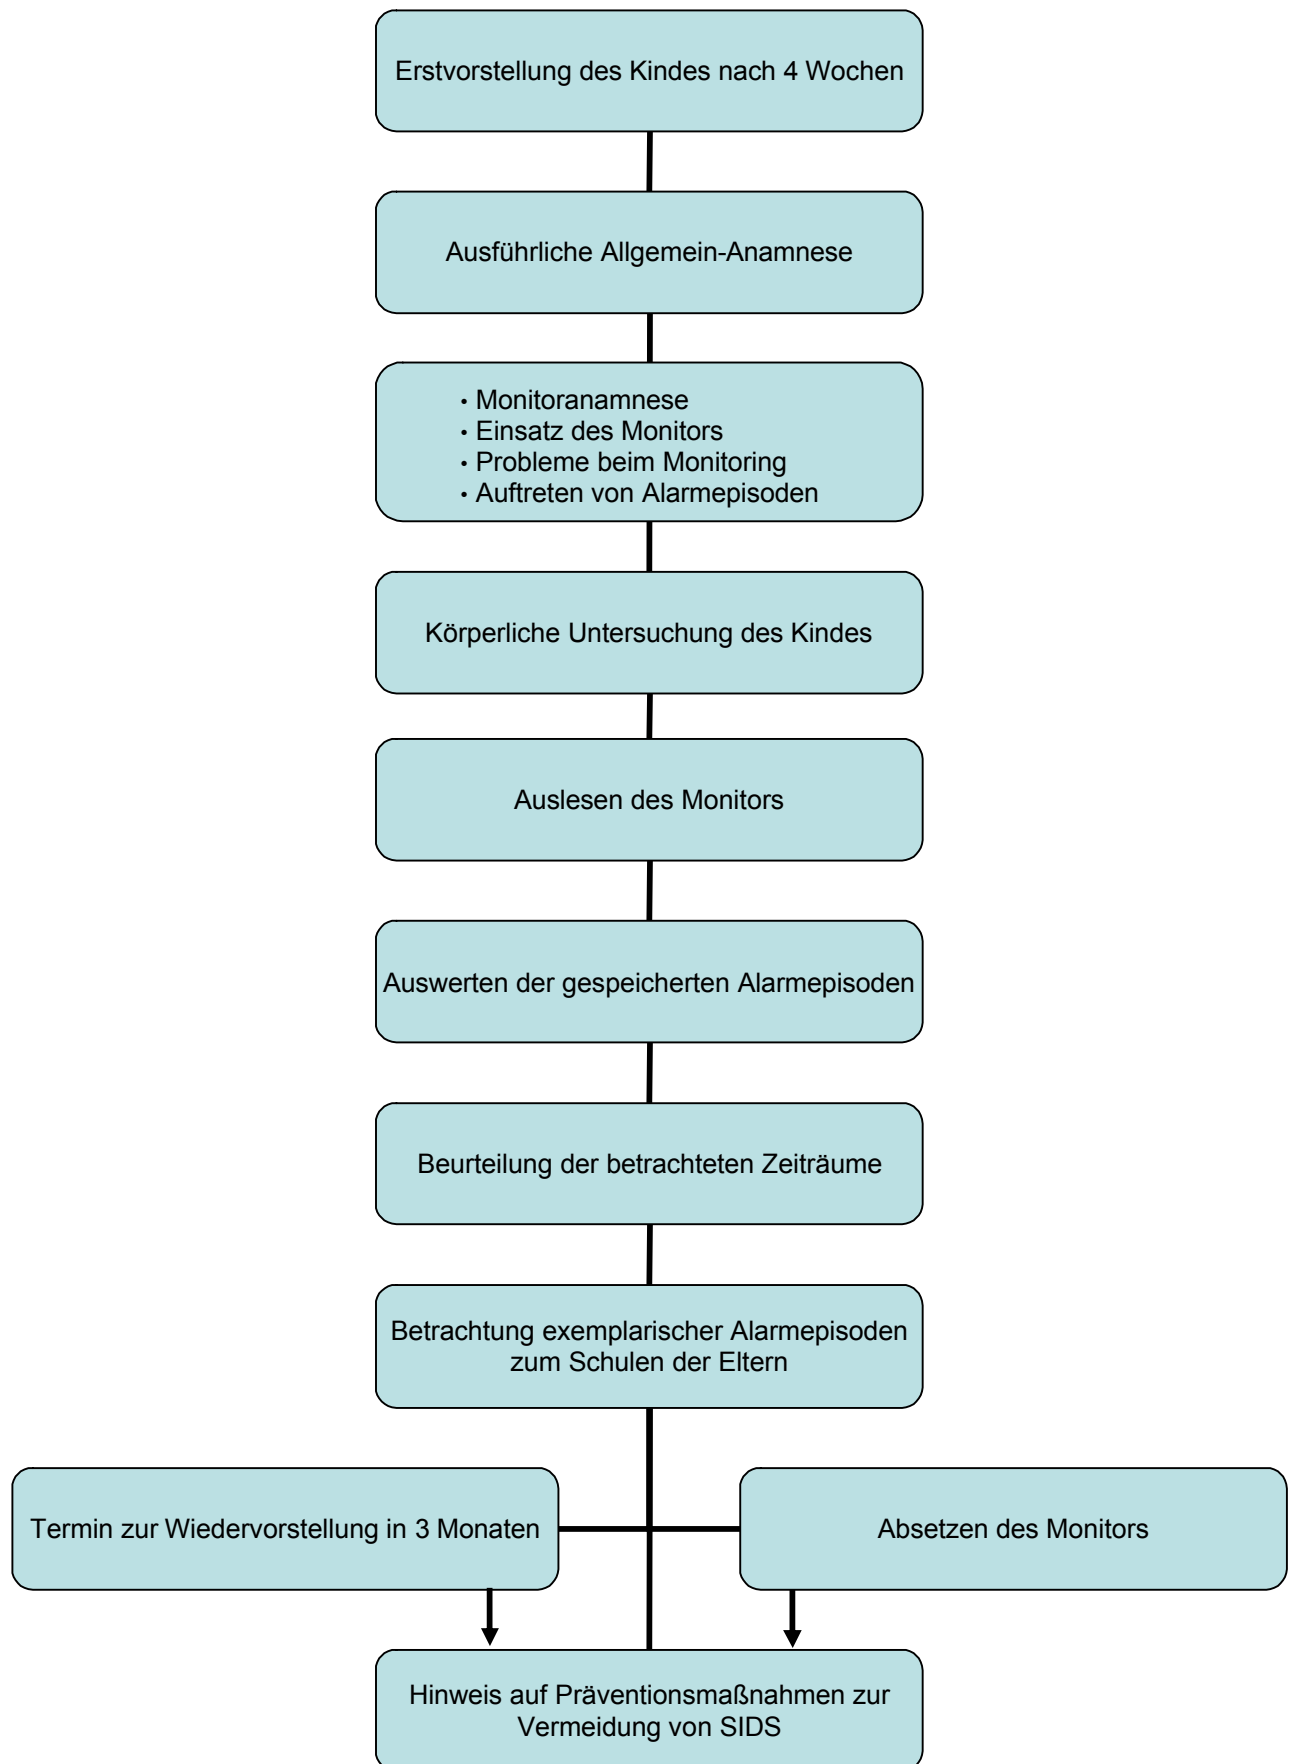 Erstvorstellung des Kindes nach 4 Wochen
Ausführliche Allgemein-Anamnese
• Monitoranamnese
• Einsatz des Monitors
• Probleme beim Monitoring
• Auftreten von Alarmepisoden
Körperliche Untersuchung des Kindes
Auslesen des Monitors
Auswerten der gespeicherten Alarmepisoden
Beurteilung der betrachteten Zeiträume
Betrachtung exemplarischer Alarmepisoden
zum Schulen der Eltern
Termin zur Wiedervorstellung in 3 Monaten
Absetzen des Monitors
Hinweis auf Präventionsmaßnahmen zur
Vermeidung von SIDS